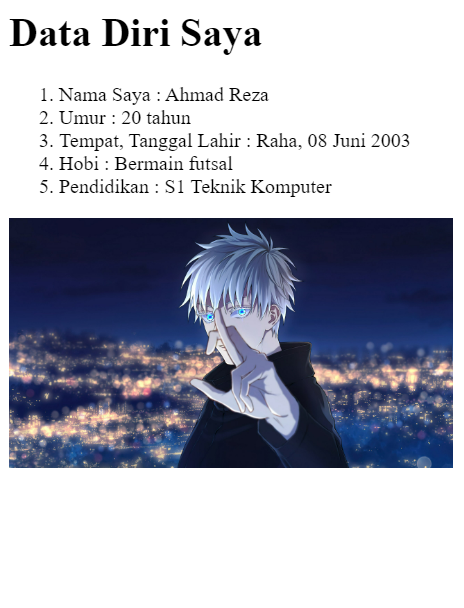 Data Diri Saya
1. Nama Saya : Ahmad Reza
2. Umur : 20 tahun
3. Tempat, Tanggal Lahir : Raha, 08 Juni 2003
4. Hobi : Bermain futsal
5. Pendidikan : S1 Teknik Komputer